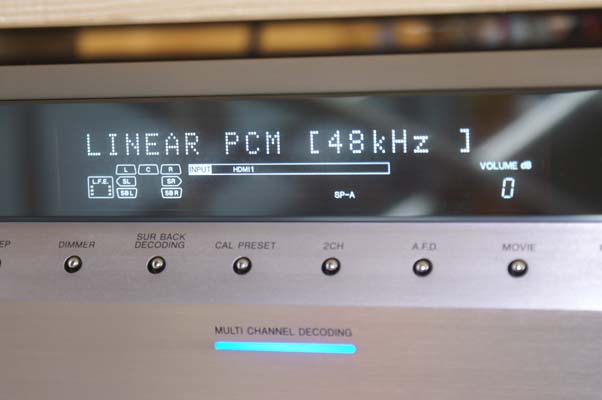 LINEAR PCM [48kHz ]
L C R INPUT HDMI1 VOLUME dB
L.F.E. SL SR
SBL SBR SP-A 0
EP DIMMER SUR BACK DECODING CAL PRESET 2CH A.F.D. MOVIE
MULTI CHANNEL DECODING